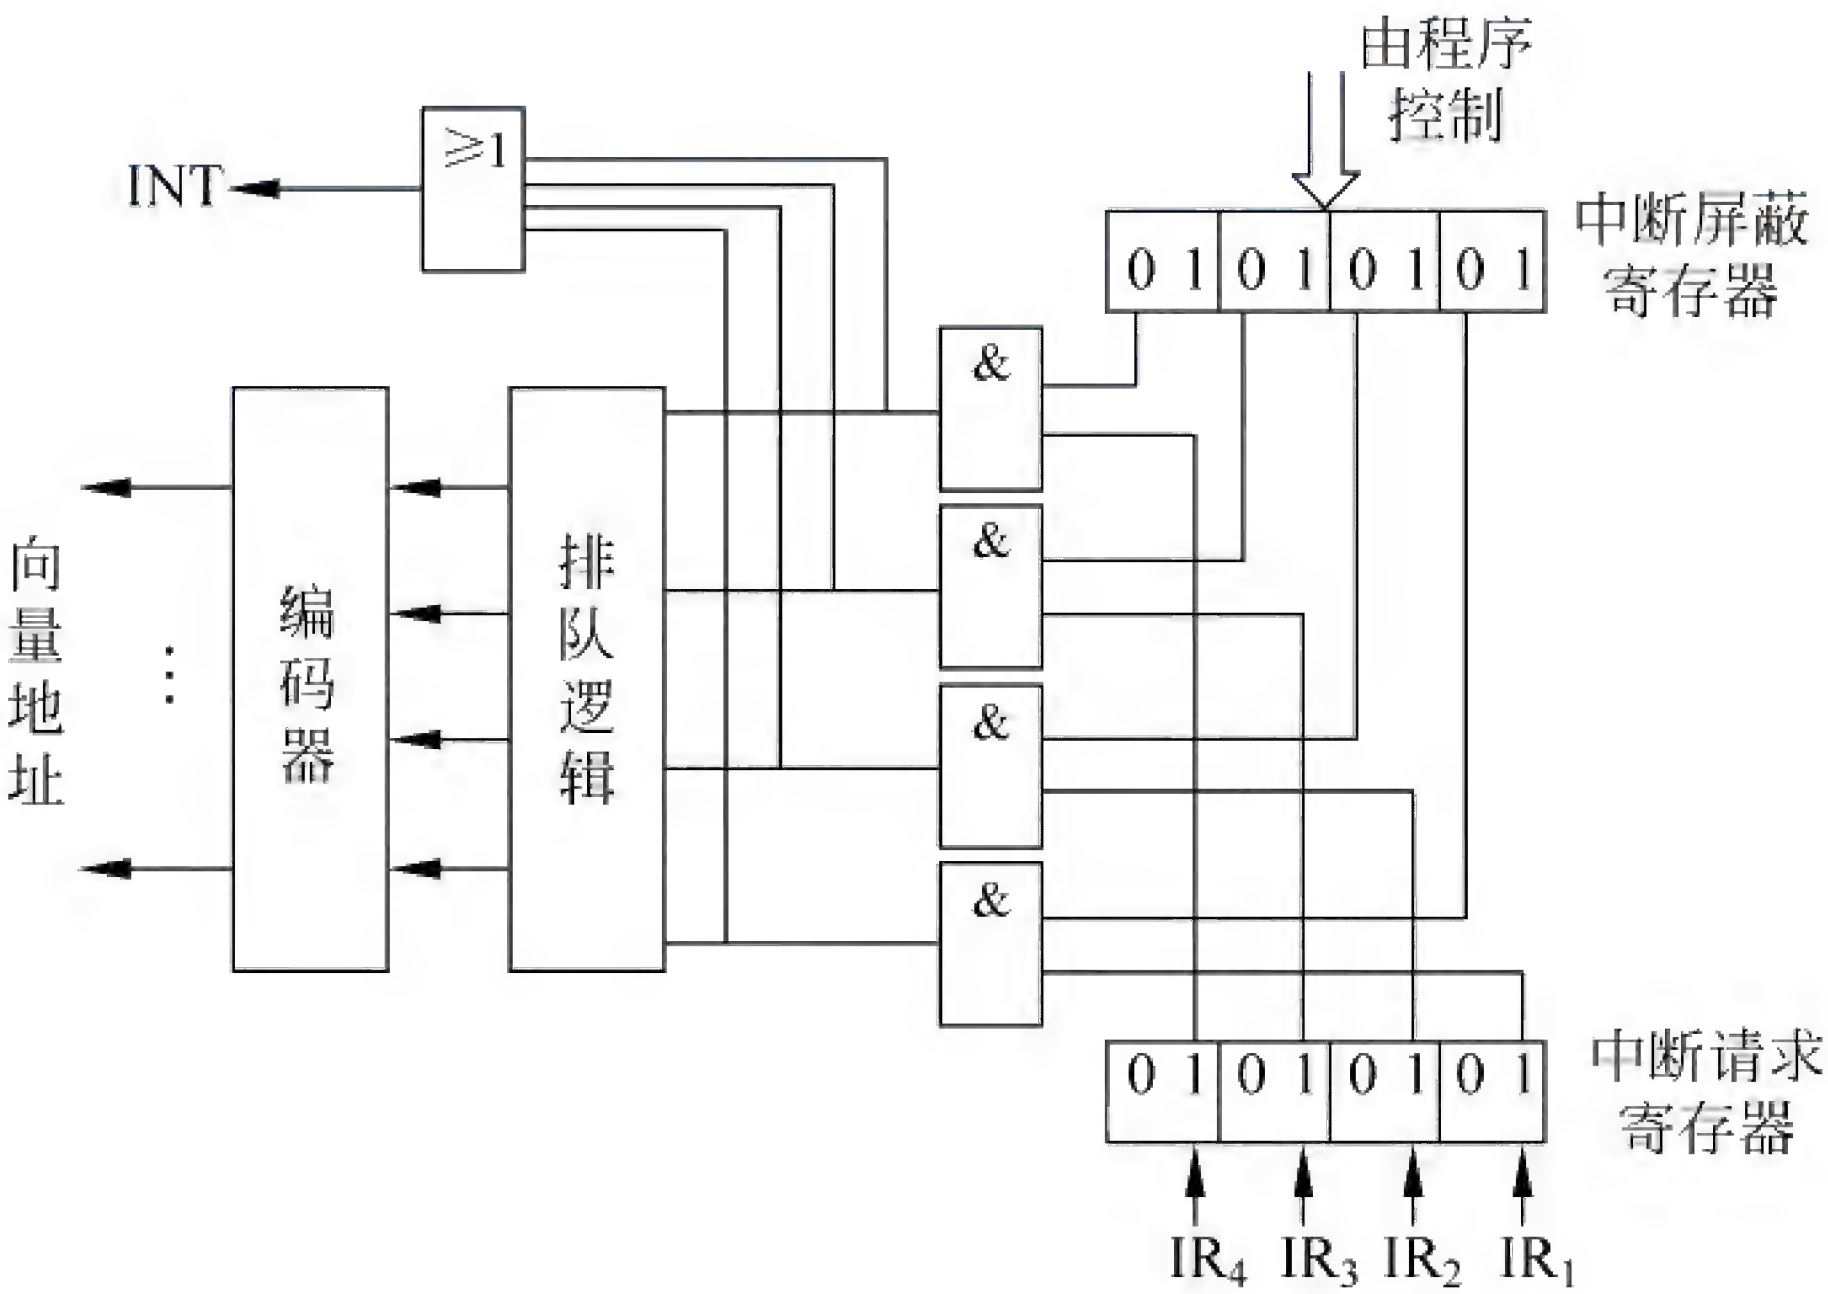 由程序
控制
≥1
INT
中断屏蔽
寄存器
0 1 0 1 0 1 0 1
&
&
&
&
向量地址
⋮
编码器
排队逻辑
中断请求
寄存器
0 1 0 1 0 1 0 1
IR4 IR3 IR2 IR1